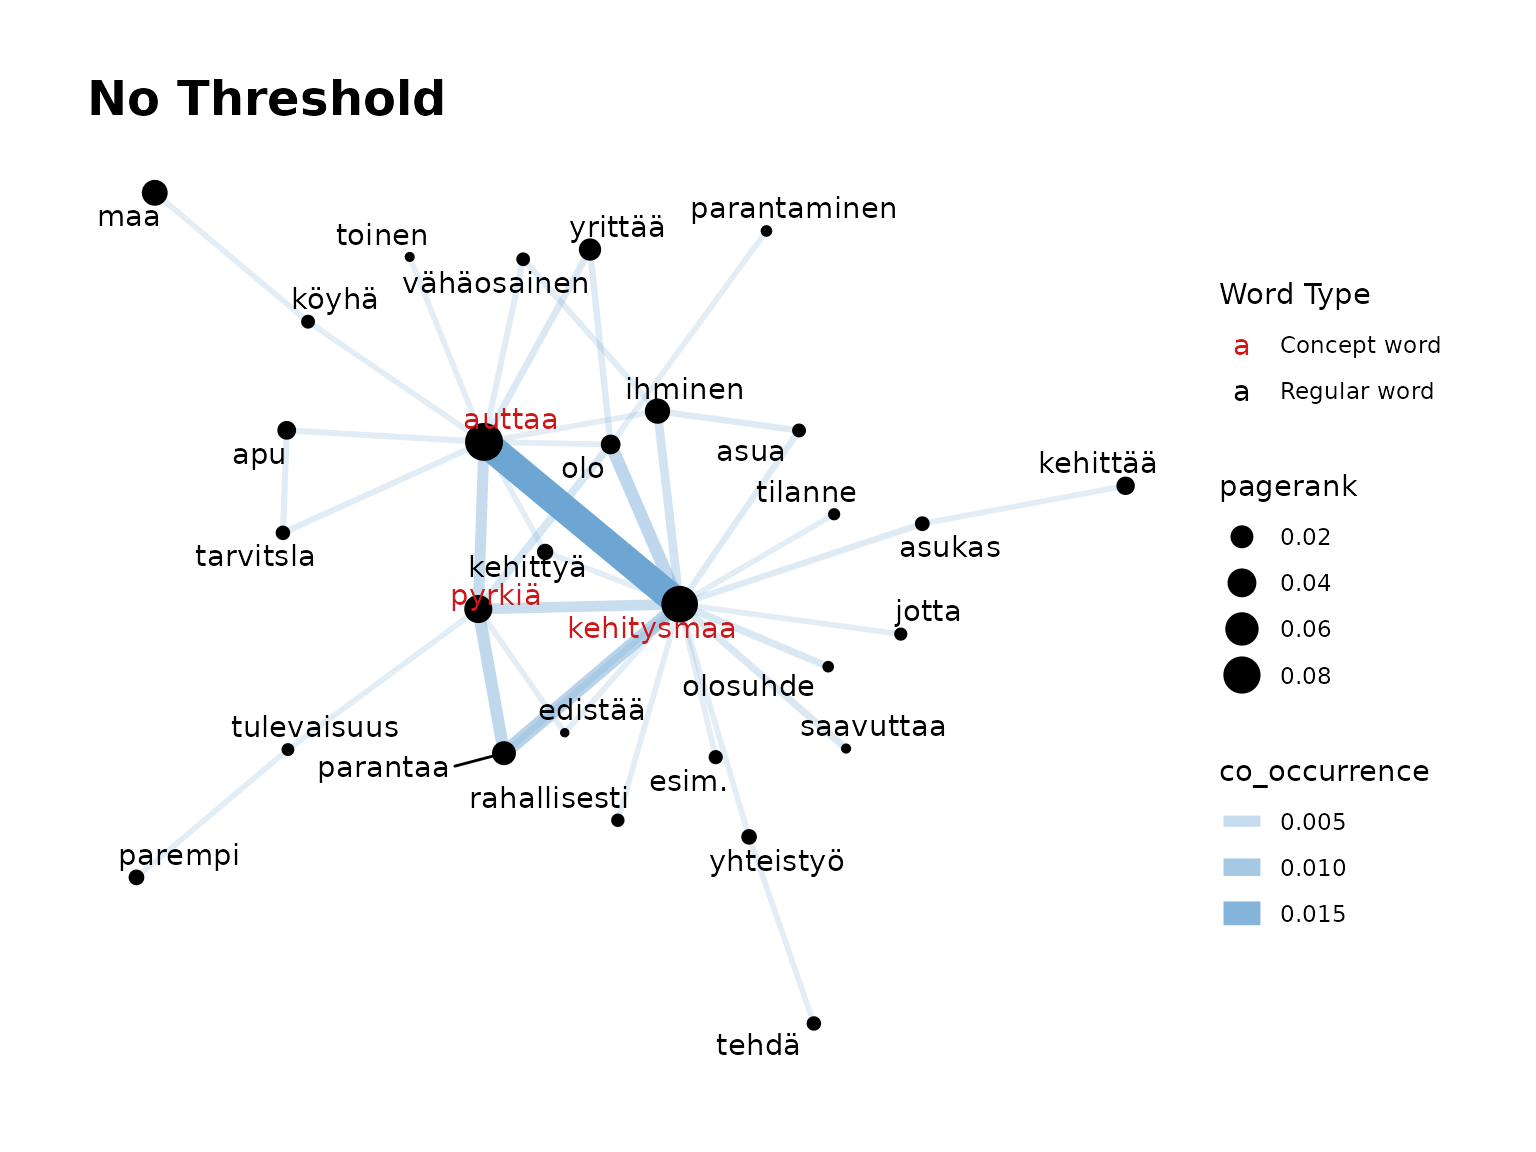 No Threshold
maa
toinen
yrittää
parantaminen
vähäosainen
köyhä
ihminen
auttaa
apu
olo
asua
kehittää
tilanne
tarvitsla
asukas
kehittyä
pyrkiä
jotta
kehitysmaa
olosuhde
edistää
tulevaisuus
saavuttaa
parantaa
esim.
rahallisesti
parempi
yhteistyö
tehdä
Word Type
a Concept word
a Regular word
pagerank
0.02
0.04
0.06
0.08
co_occurrence
0.005
0.010
0.015